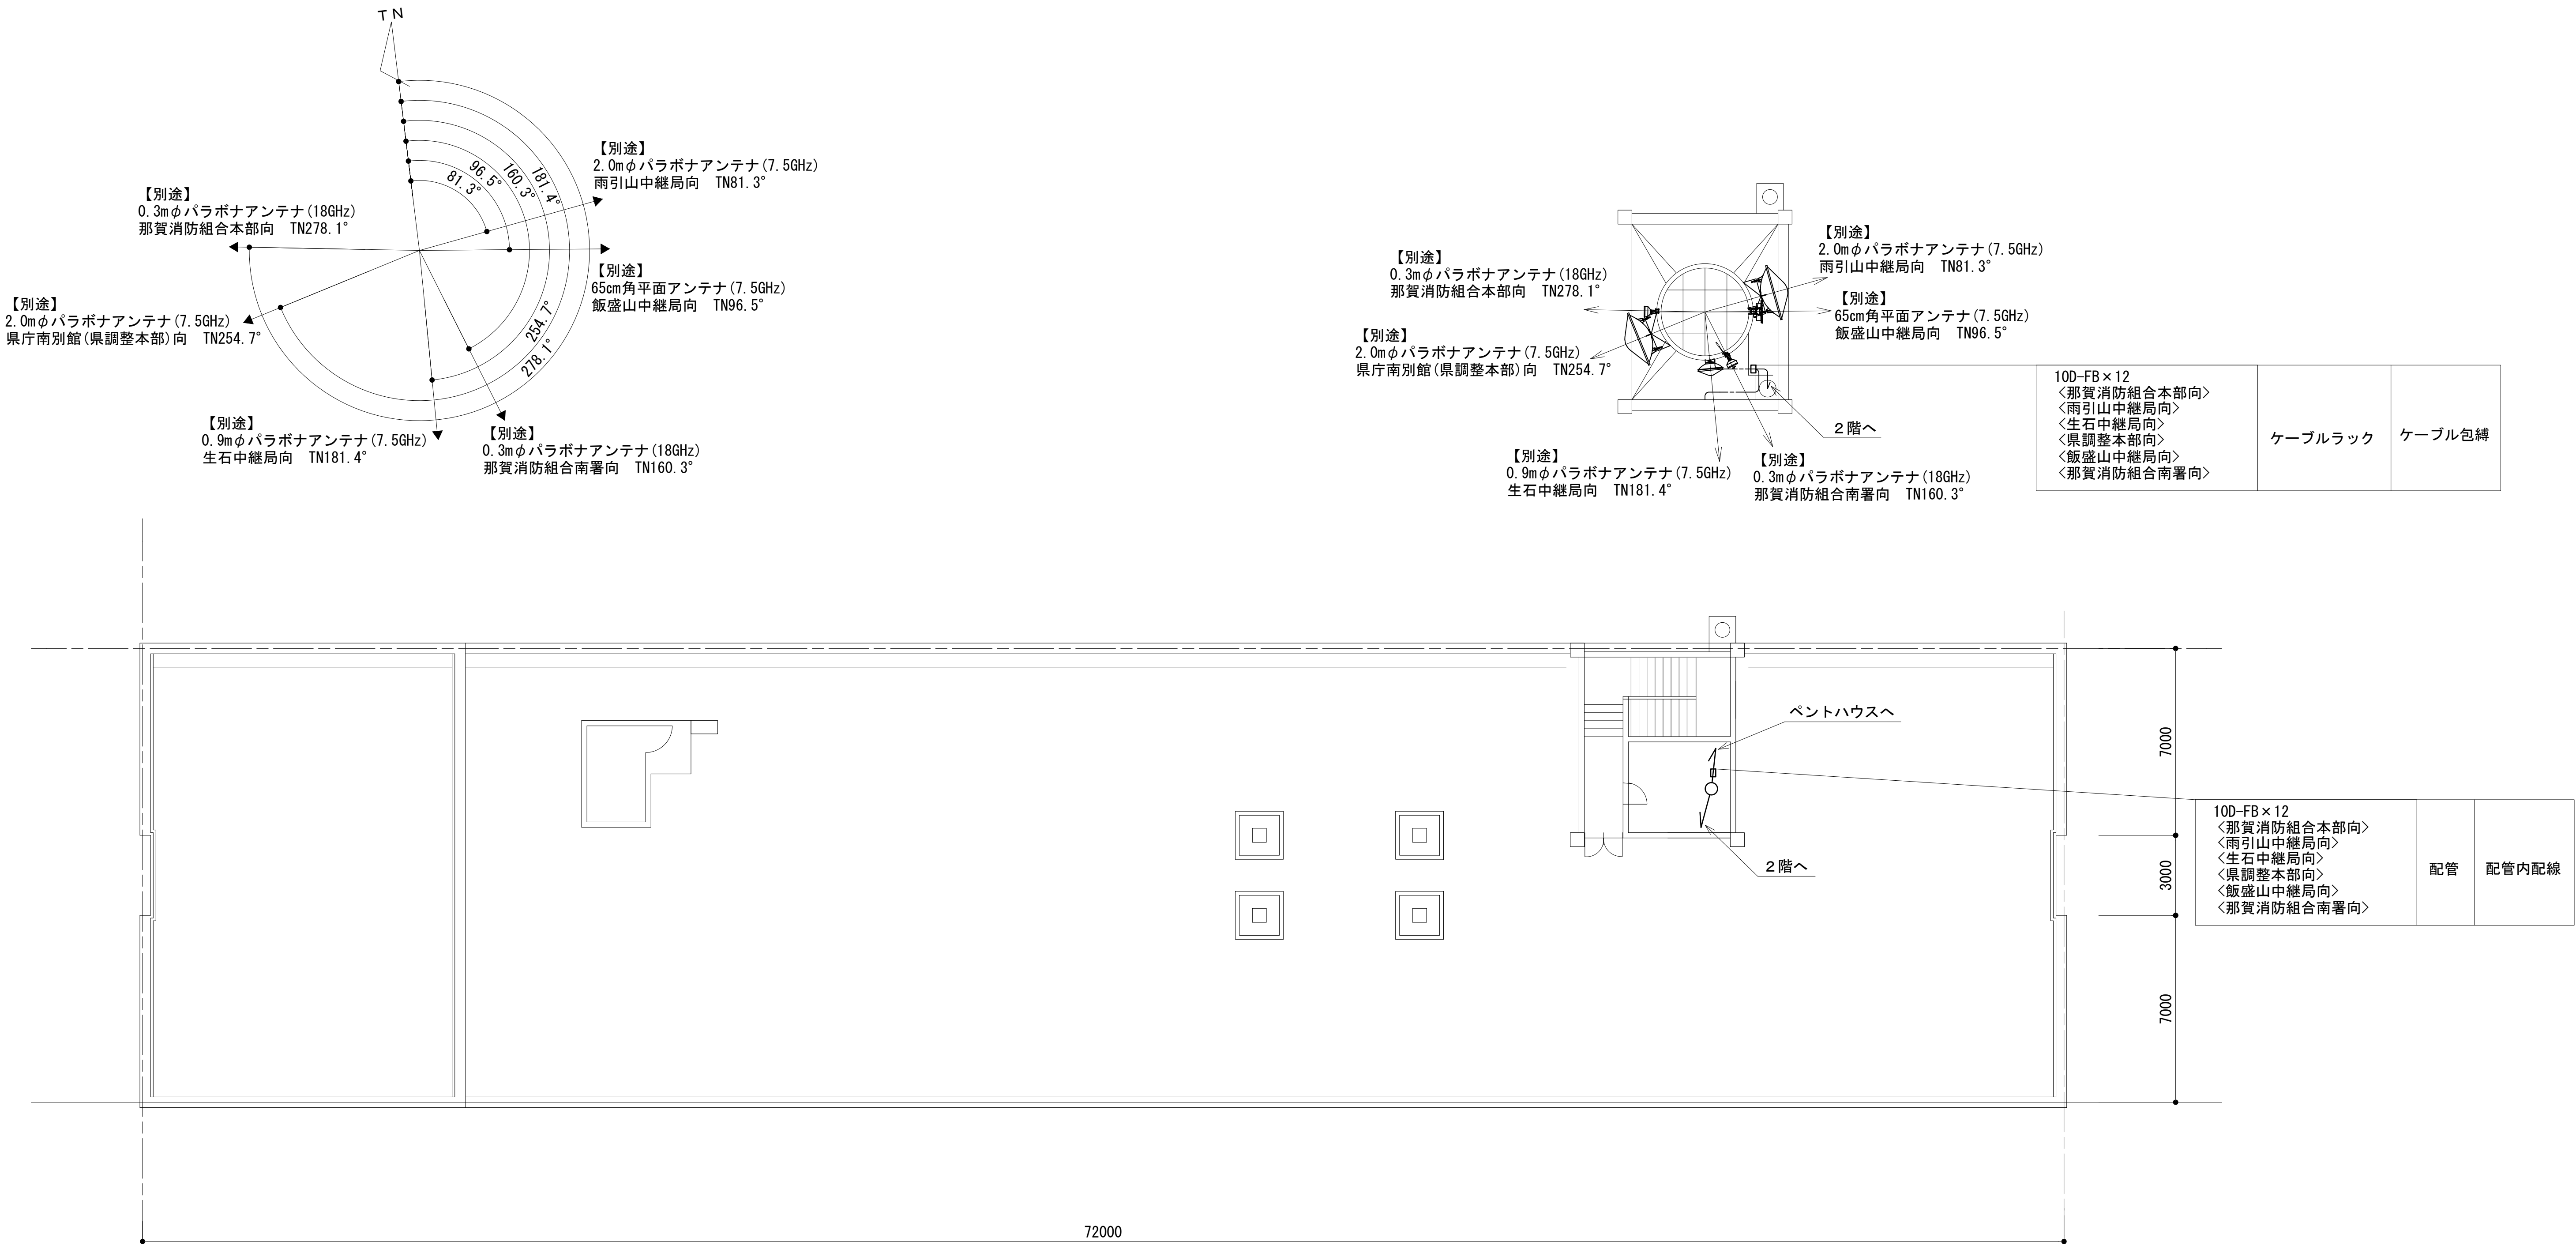 TN
【別途】
2.0mφパラボナアンテナ(7.5GHz)
雨引山中継局向　TN81.3°
81.3°
96.5°
160.3°
181.4°
254.7°
278.1°
【別途】
0.3mφパラボナアンテナ(18GHz)
那賀消防組合本部向　TN278.1°
【別途】
65cm角平面アンテナ(7.5GHz)
飯盛山中継局向　TN96.5°
【別途】
2.0mφパラボナアンテナ(7.5GHz)
県庁南別館(県調整本部)向　TN254.7°
【別途】
0.9mφパラボナアンテナ(7.5GHz)
生石中継局向　TN181.4°
【別途】
0.3mφパラボナアンテナ(18GHz)
那賀消防組合南署向　TN160.3°
【別途】
2.0mφパラボナアンテナ(7.5GHz)
雨引山中継局向　TN81.3°
【別途】
0.3mφパラボナアンテナ(18GHz)
那賀消防組合本部向　TN278.1°
【別途】
65cm角平面アンテナ(7.5GHz)
飯盛山中継局向　TN96.5°
【別途】
2.0mφパラボナアンテナ(7.5GHz)
県庁南別館(県調整本部)向　TN254.7°
２階へ
【別途】
0.9mφパラボナアンテナ(7.5GHz)
生石中継局向　TN181.4°
【別途】
0.3mφパラボナアンテナ(18GHz)
那賀消防組合南署向　TN160.3°
10D-FB×12
〈那賀消防組合本部向〉
〈雨引山中継局向〉
〈生石中継局向〉
〈県調整本部向〉
〈飯盛山中継局向〉
〈那賀消防組合南署向〉
ケーブルラック
ケーブル包縛
ペントハウスへ
２階へ
7000
3000
7000
10D-FB×12
〈那賀消防組合本部向〉
〈雨引山中継局向〉
〈生石中継局向〉
〈県調整本部向〉
〈飯盛山中継局向〉
〈那賀消防組合南署向〉
配管
配管内配線
72000